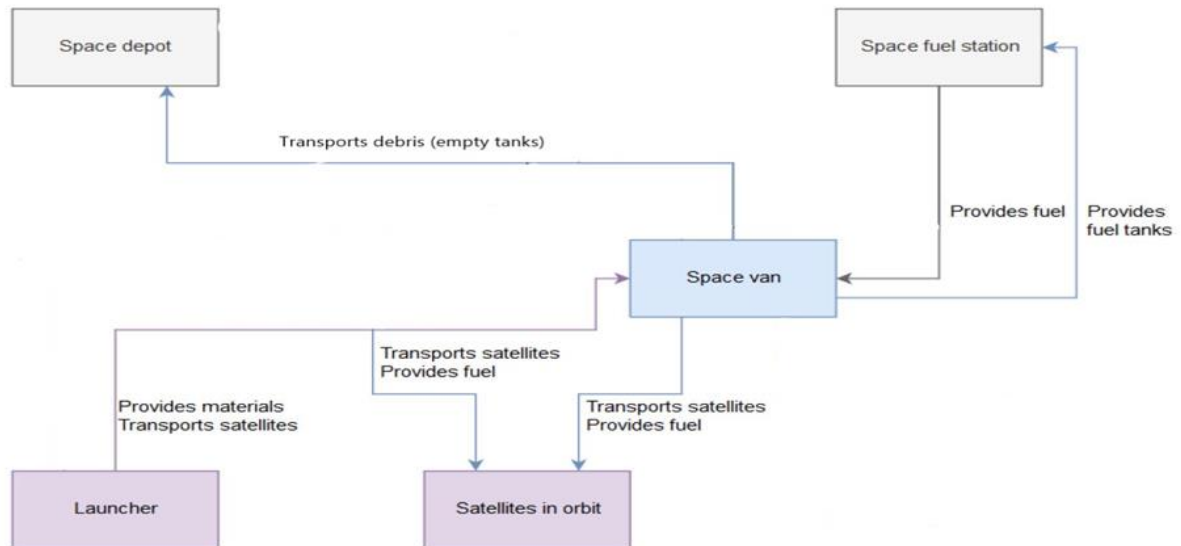 Space depot
Space fuel station
Transports debris (empty tanks)
Provides fuel
Provides
fuel tanks
Space van
Transports satellites
Provides fuel
Provides materials
Transports satellites
Transports satellites
Provides fuel
Launcher
Satellites in orbit